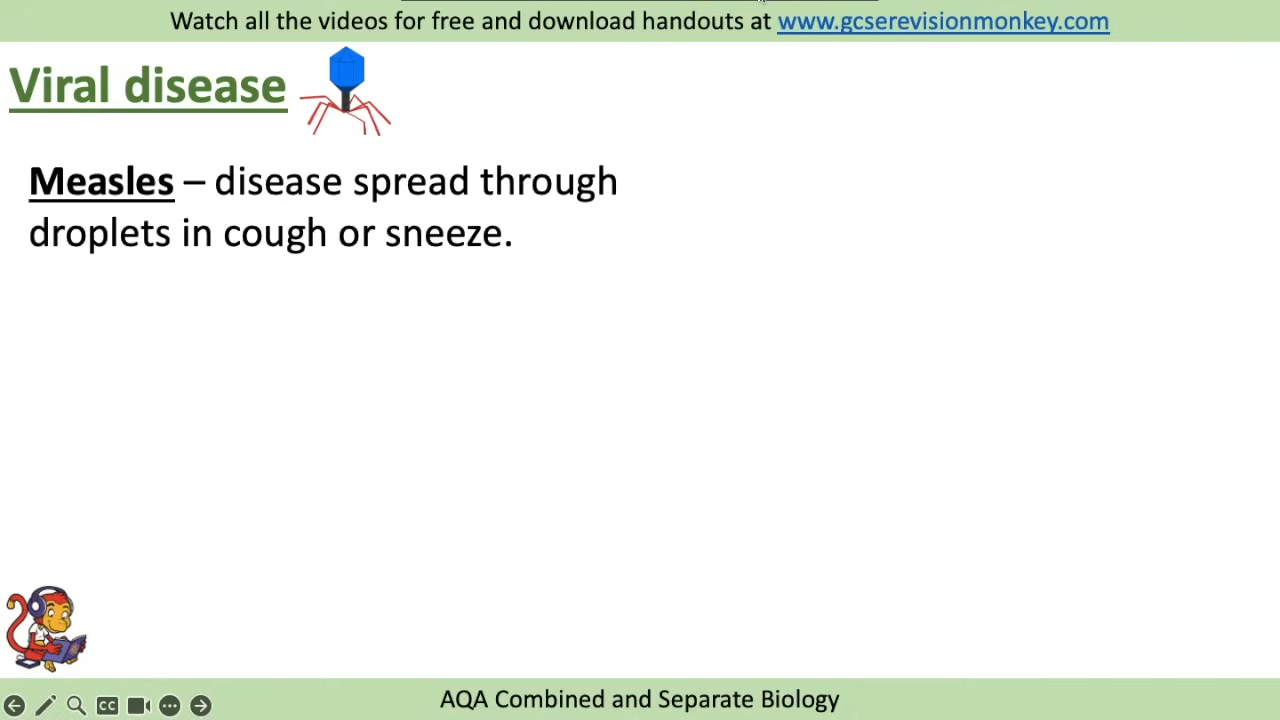 Watch all the videos for free and download handouts at www.gcserevisionmonkey.com
Viral disease
Measles – disease spread through
droplets in cough or sneeze.
CC
AQA Combined and Separate Biology